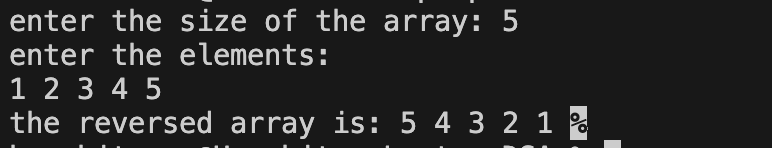 enter the size of the array: 5
enter the elements:
1 2 3 4 5
the reversed array is: 5 4 3 2 1 %